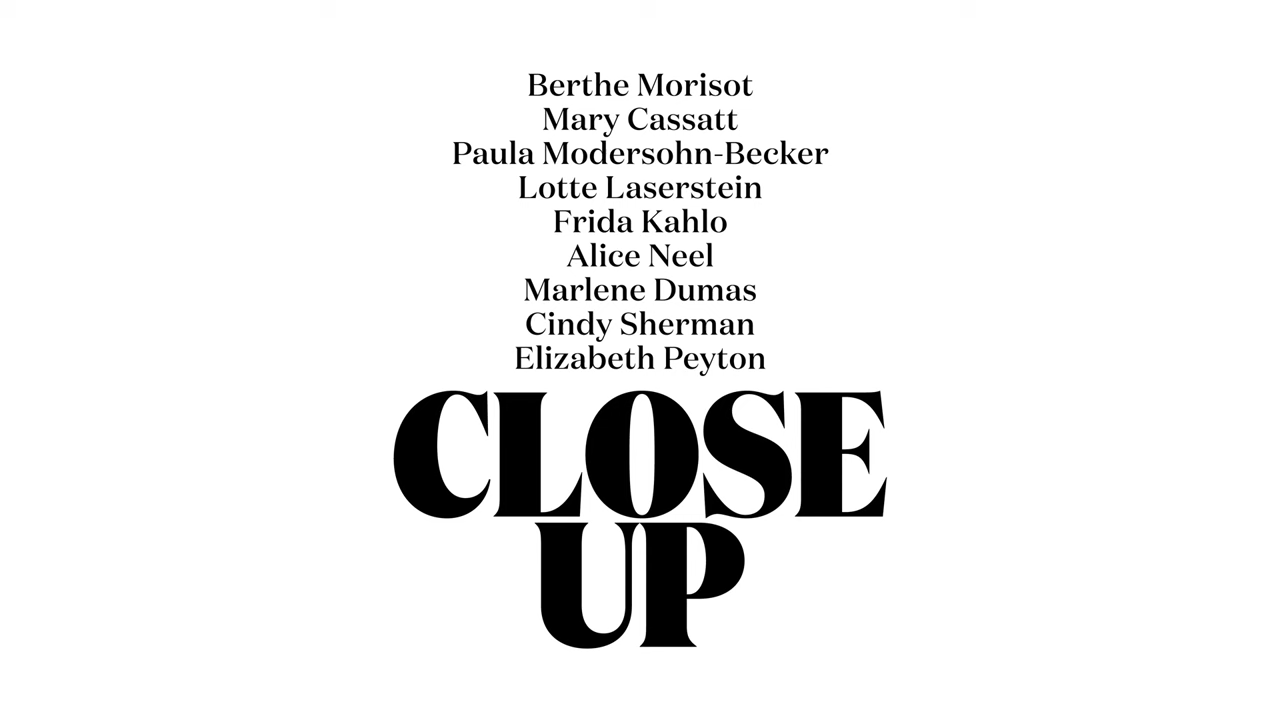 Berthe Morisot
Mary Cassatt
Paula Modersohn-Becker
Lotte Laserstein
Frida Kahlo
Alice Neel
Marlene Dumas
Cindy Sherman
Elizabeth Peyton
CLOSE
UP